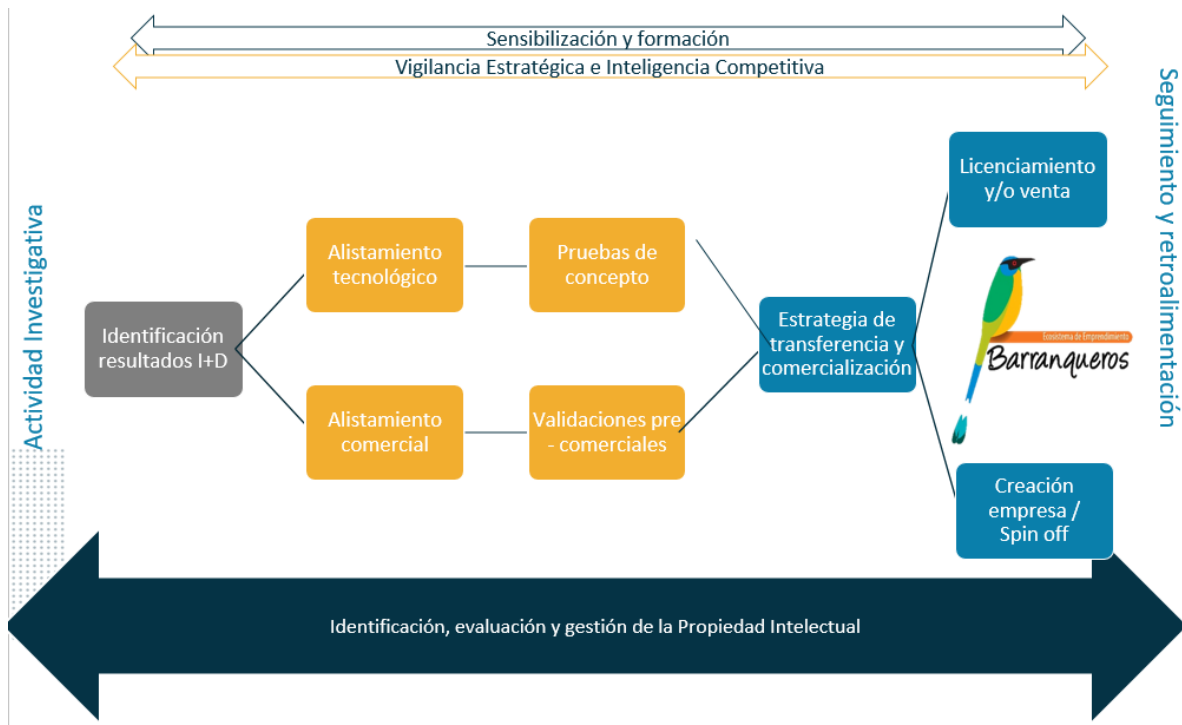 Sensibilización y formación
Vigilancia Estratégica e Inteligencia Competitiva
Actividad Investigativa
Identificación
resultados I+D
Alistamiento
tecnológico
Pruebas de
concepto
Alistamiento
comercial
Validaciones pre
- comerciales
Estrategia de
transferencia y
comercialización
Licenciamiento
y/o venta
Ecosistema de Emprendimiento
Barranqueros
Creación
empresa /
Spin off
Seguimiento y retroalimentación
Identificación, evaluación y gestión de la Propiedad Intelectual